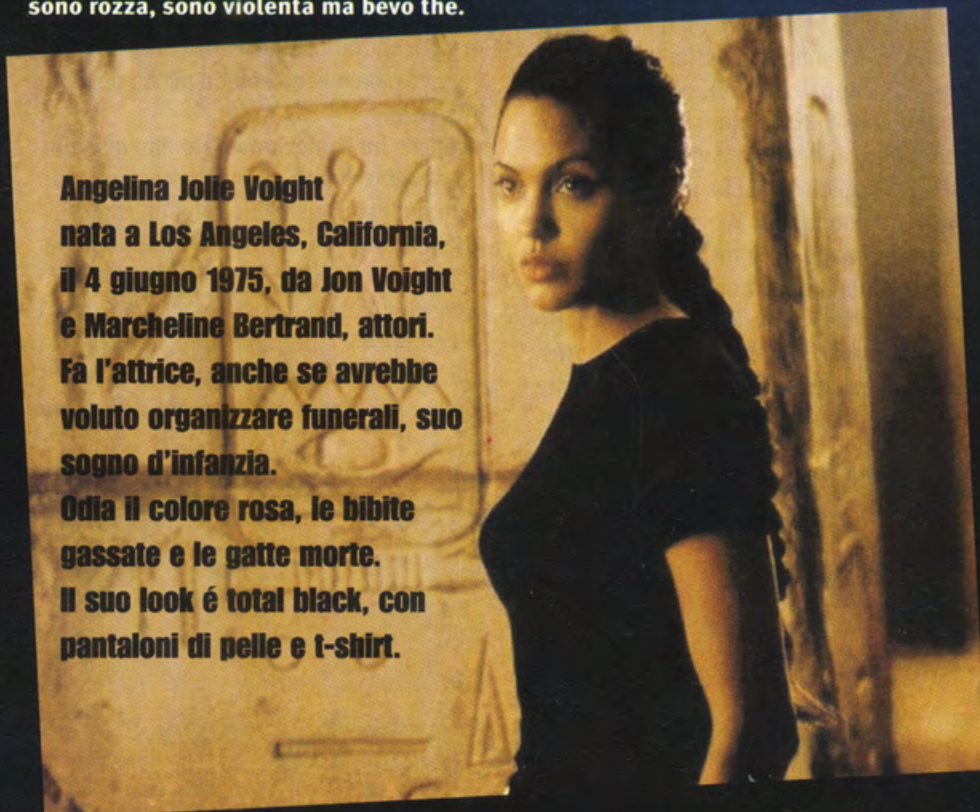 sono rozza, sono violenta ma bevo the.
Angelina Jolie Voight
nata a Los Angeles, California,
il 4 giugno 1975, da Jon Voight
e Marcheline Bertrand, attori.
Fa l'attrice, anche se avrebbe
voluto organizzare funerali, suo
sogno d'infanzia.
Odia il colore rosa, le bibite
gassate e le gatte morte.
Il suo look é total black, con
pantaloni di pelle e t-shirt.